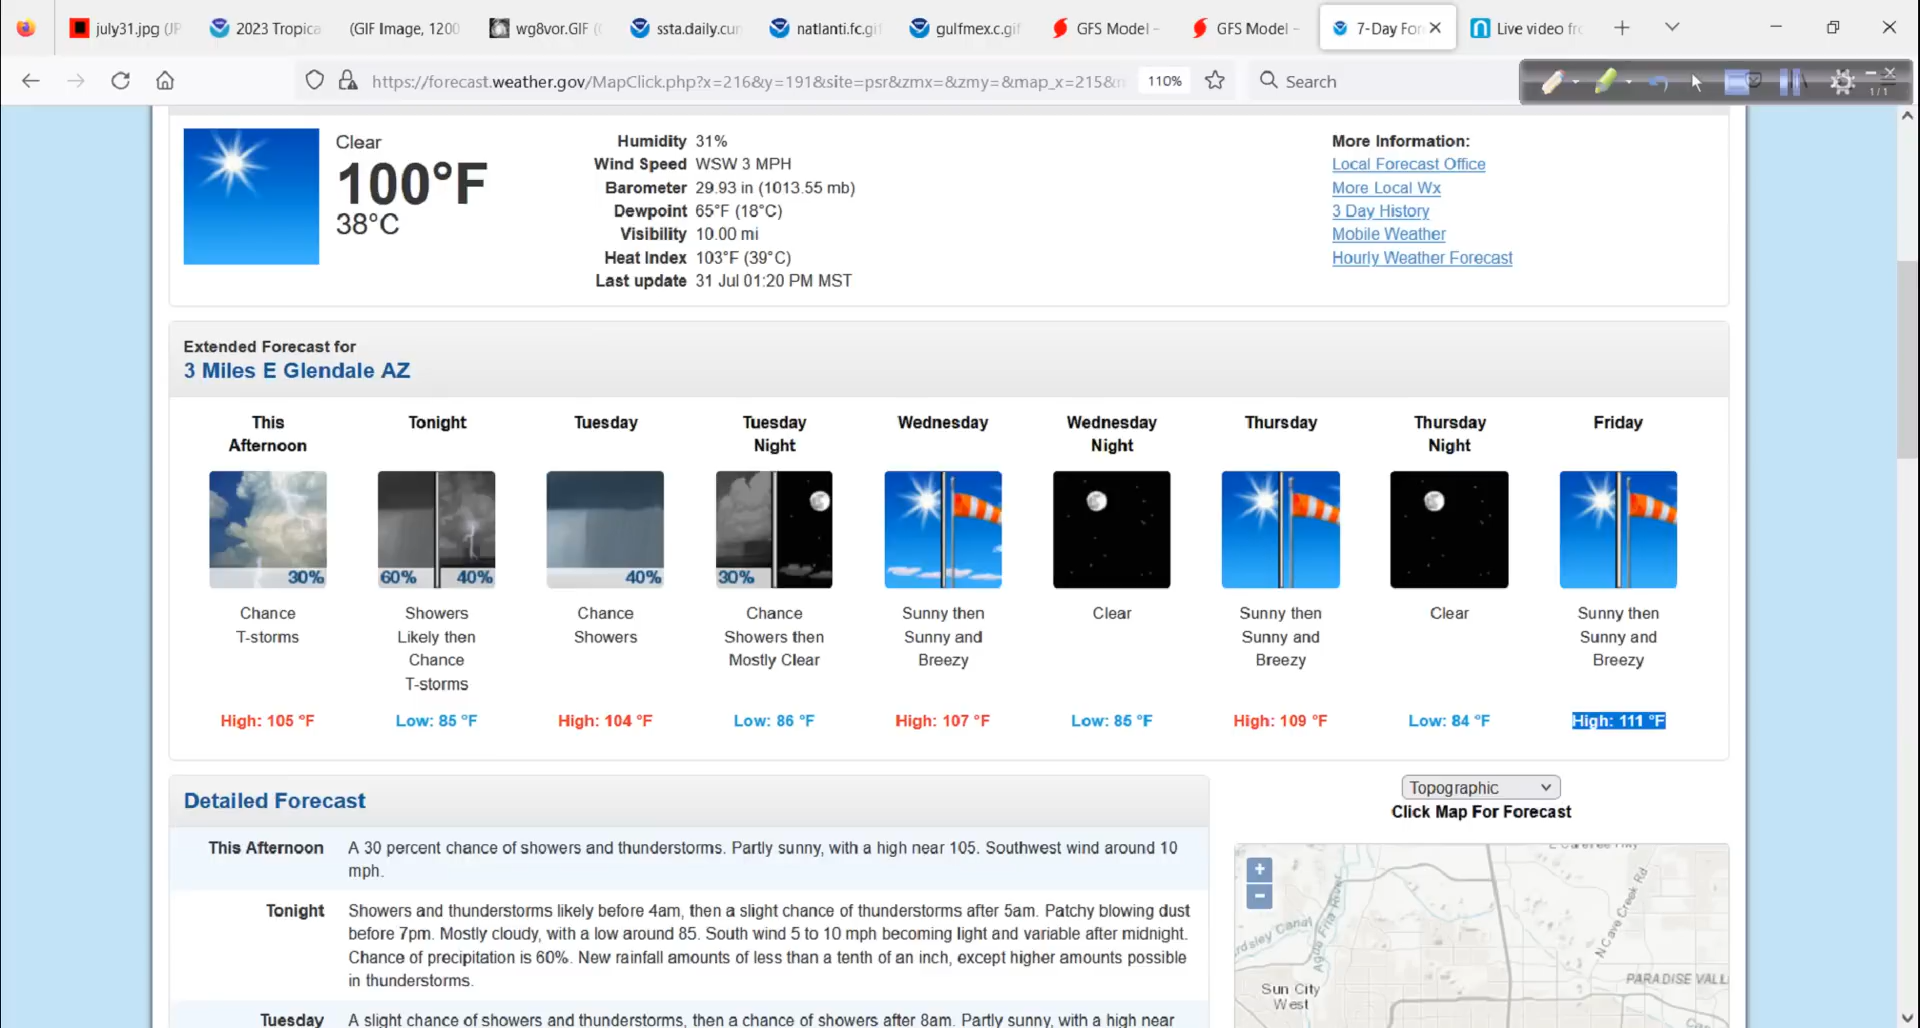 july31.jpg (JP
2023 Tropica
(GIF Image, 1200
wg8vor.GIF (
ssta.daily.cur
natlanti.fc.gif
gulfmex.c.gif
GFS Model -
GFS Model -
7-Day For
Live video fr
https://forecast.weather.gov/MapClick.php?x=216&y=191&site=psr&zmx=&zmy=&map_x=215&
110%
Search
1/1
Clear
100°F
38°C
Humidity 31%
Wind Speed WSW 3 MPH
Barometer 29.93 in (1013.55 mb)
Dewpoint 65°F (18°C)
Visibility 10.00 mi
Heat Index 103°F (39°C)
Last update 31 Jul 01:20 PM MST
More Information:
Local Forecast Office
More Local Wx
3 Day History
Mobile Weather
Hourly Weather Forecast
Extended Forecast for
3 Miles E Glendale AZ
This
Afternoon
30%
Chance
T-storms
High: 105 °F
Tonight
60% 40%
Showers
Likely then
Chance
T-storms
Low: 85 °F
Tuesday
40%
Chance
Showers
High: 104 °F
Tuesday
Night
30%
Chance
Showers then
Mostly Clear
Low: 86 °F
Wednesday
Sunny then
Sunny and
Breezy
High: 107 °F
Wednesday
Night
Clear
Low: 85 °F
Thursday
Sunny then
Sunny and
Breezy
High: 109 °F
Thursday
Night
Clear
Low: 84 °F
Friday
Sunny then
Sunny and
Breezy
High: 111 °F
Detailed Forecast
This Afternoon A 30 percent chance of showers and thunderstorms. Partly sunny, with a high near 105. Southwest wind around 10
mph.
Tonight Showers and thunderstorms likely before 4am, then a slight chance of thunderstorms after 5am. Patchy blowing dust
before 7pm. Mostly cloudy, with a low around 85. South wind 5 to 10 mph becoming light and variable after midnight.
Chance of precipitation is 60%. New rainfall amounts of less than a tenth of an inch, except higher amounts possible
in thunderstorms.
Tuesday A slight chance of showers and thunderstorms, then a chance of showers after 8am. Partly sunny, with a high near
Topographic
Click Map For Forecast
+
-
E Carefree Hwy
N Cave Creek Rd
rdsley Canal
Agua Fria River
Sun City
West
PARADISE VALL